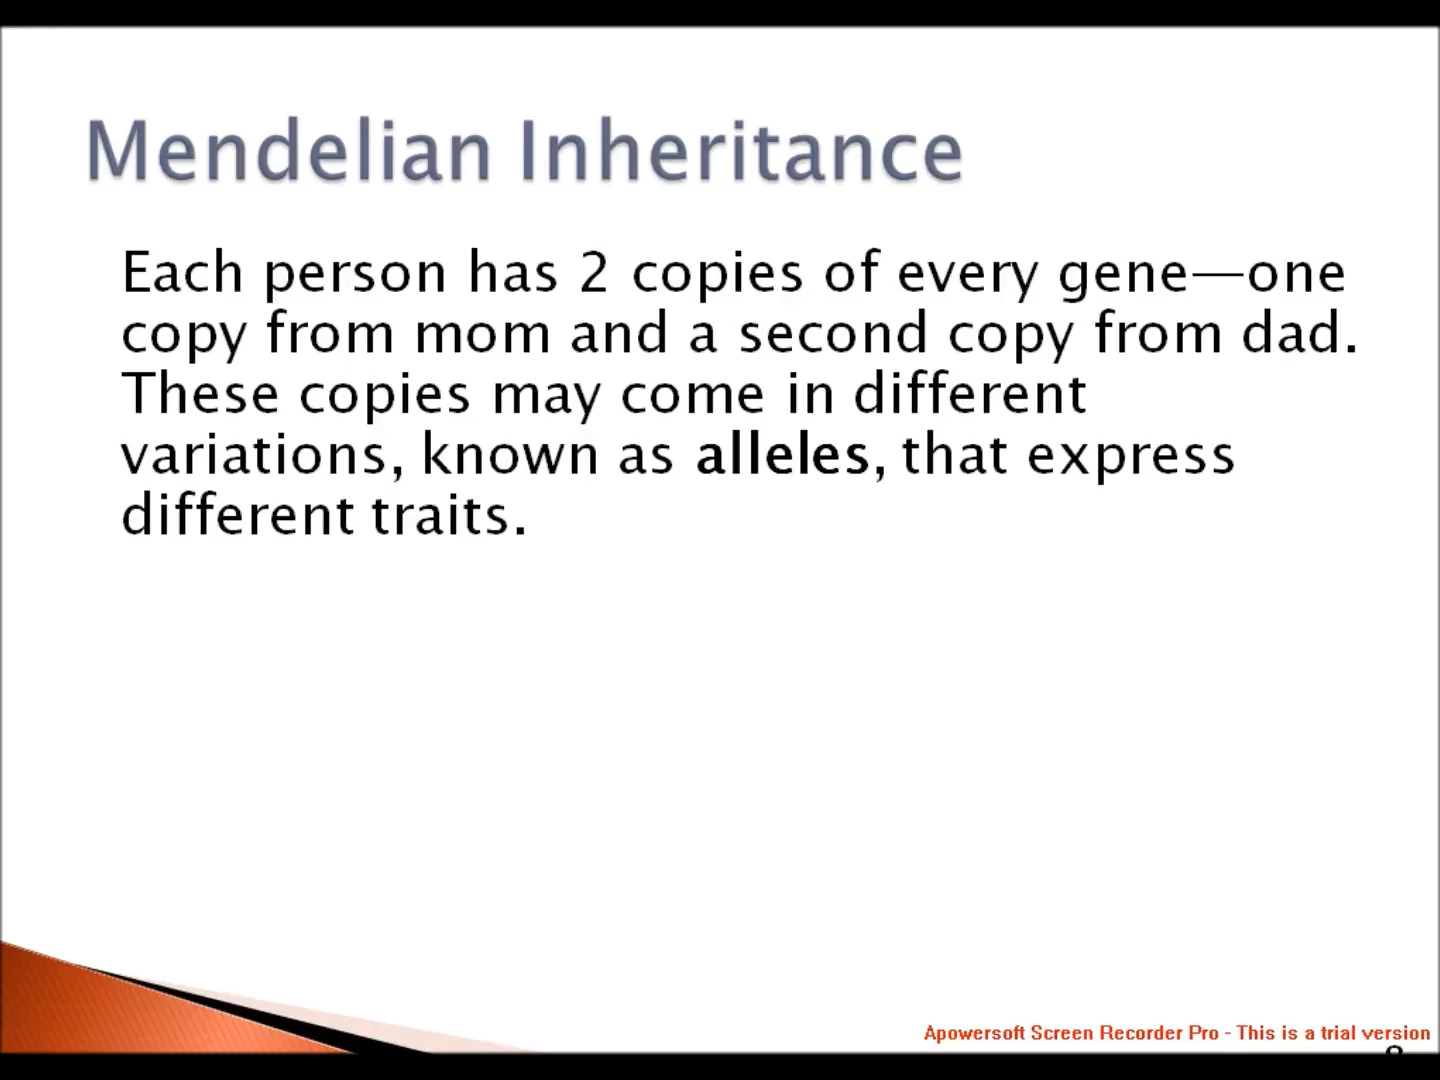 Mendelian Inheritance
Each person has 2 copies of every gene—one
copy from mom and a second copy from dad.
These copies may come in different
variations, known as alleles, that express
different traits.
Apowersoft Screen Recorder Pro - This is a trial version